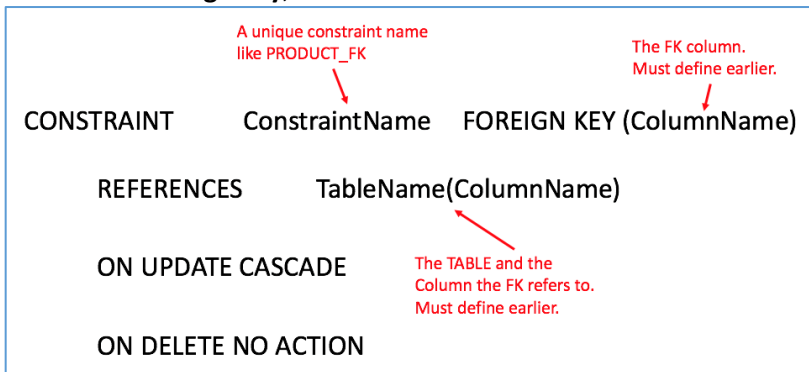 A unique constraint name
like PRODUCT_FK
The FK column.
Must define earlier.
CONSTRAINT ConstraintName FOREIGN KEY (ColumnName)
REFERENCES TableName(ColumnName)
ON UPDATE CASCADE
The TABLE and the
Column the FK refers to.
Must define earlier.
ON DELETE NO ACTION